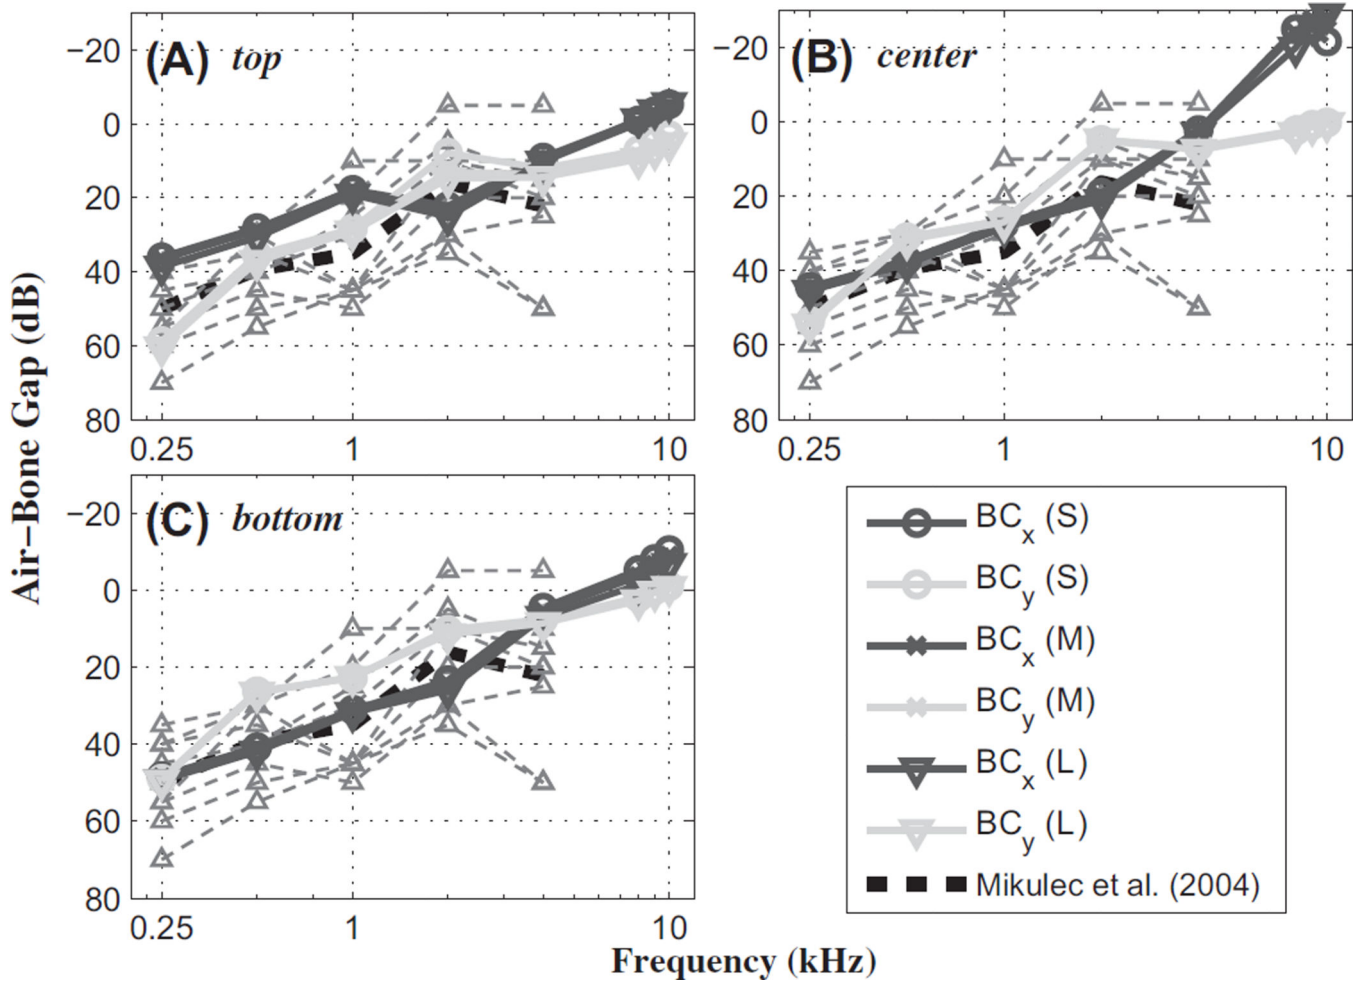 Air−Bone Gap (dB)
(A) top
−20
0
20
40
60
80
0.25 1 10
(B) center
−20
0
20
40
60
80
0.25 1 10
(C) bottom
−20
0
20
40
60
80
0.25 1 10
BCx (S)
BCy (S)
BCx (M)
BCy (M)
BCx (L)
BCy (L)
Mikulec et al. (2004)
Frequency (kHz)